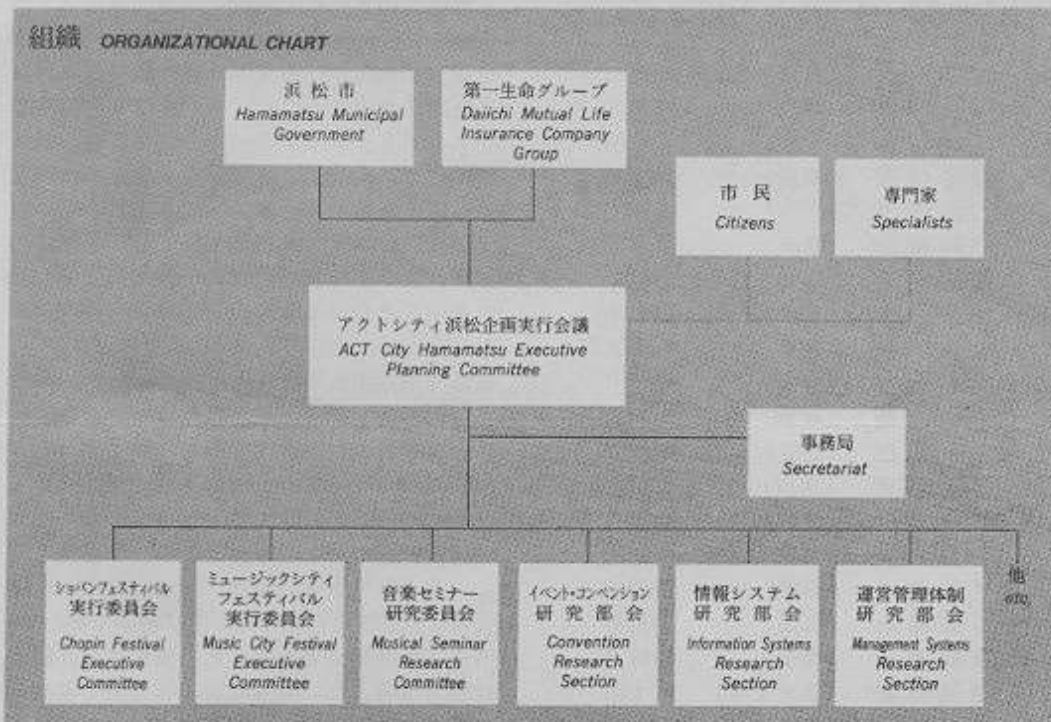 組織 ORGANIZATIONAL CHART
浜松市
Hamamatsu Municipal
Government
第一生命グループ
Daiichi Mutual Life
Insurance Company
Group
市民
Citizens
専門家
Specialists
アクトシティ浜松企画実行会議
ACT City Hamamatsu Executive
Planning Committee
事務局
Secretariat
ショパンフェスティバル
実行委員会
Chopin Festival
Executive
Committee
ミュージックシティ
フェスティバル
実行委員会
Music City Festival
Executive
Committee
音楽セミナー
研究委員会
Mosical Seminar
Research
Committee
イベント・コンベンション
研究部会
Convention
Research
Section
情報システム
研究部会
Information Systems
Research
Section
運営管理体制
研究部会
Management Systems
Research
Section
他
etc